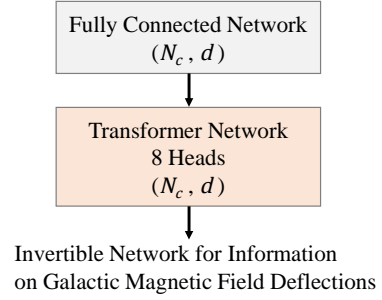 Fully Connected Network
(N_c , d)
Transformer Network
8 Heads
(N_c , d)
Invertible Network for Information
on Galactic Magnetic Field Deflections